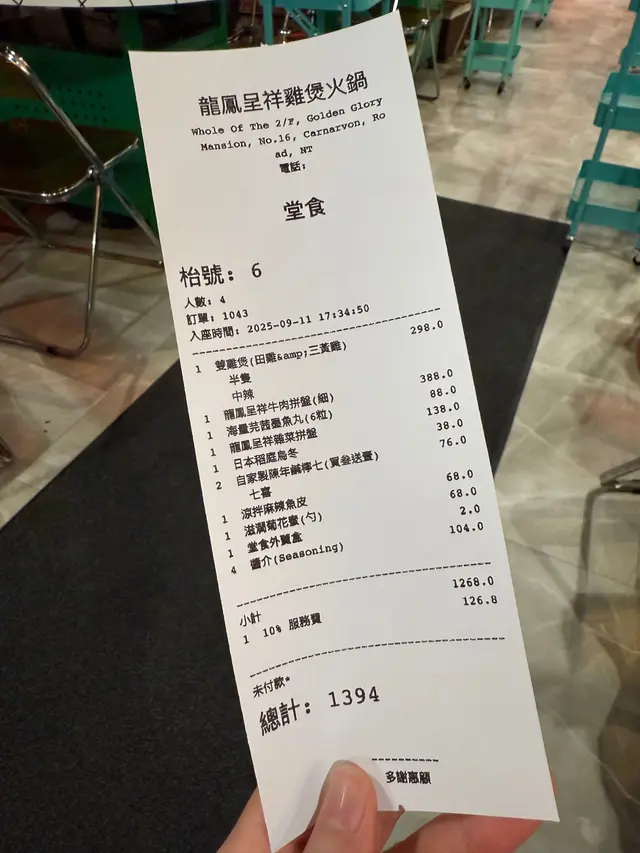 龍鳳呈祥雞煲火鍋
Whole Of The 2/F, Golden Glory
Mansion, No.16, Carnarvon, Ro
ad, NT
電話:
堂食
枱號: 6
人數: 4
訂單: 1043
入座時間: 2025-09-11 17:34:50
1 雙雞煲(田雞&amp;三黃雞) 298.0
半隻
中辣
1 龍鳳呈祥牛肉拼盤(細) 388.0
1 海量芫茜墨魚丸(6粒) 88.0
1 龍鳳呈祥雜菜拼盤 138.0
1 日本稻庭烏冬 38.0
2 自家製陳年鹹檸七(買叁送壹) 76.0
七喜
1 涼拌麻辣魚皮 68.0
1 滋潤菊花蜜(勺) 68.0
1 堂食外賣盒 2.0
4 醬介(Seasoning) 104.0
小計 1268.0
1 10% 服務費 126.8
未付款*
總計: 1394
多謝惠顧